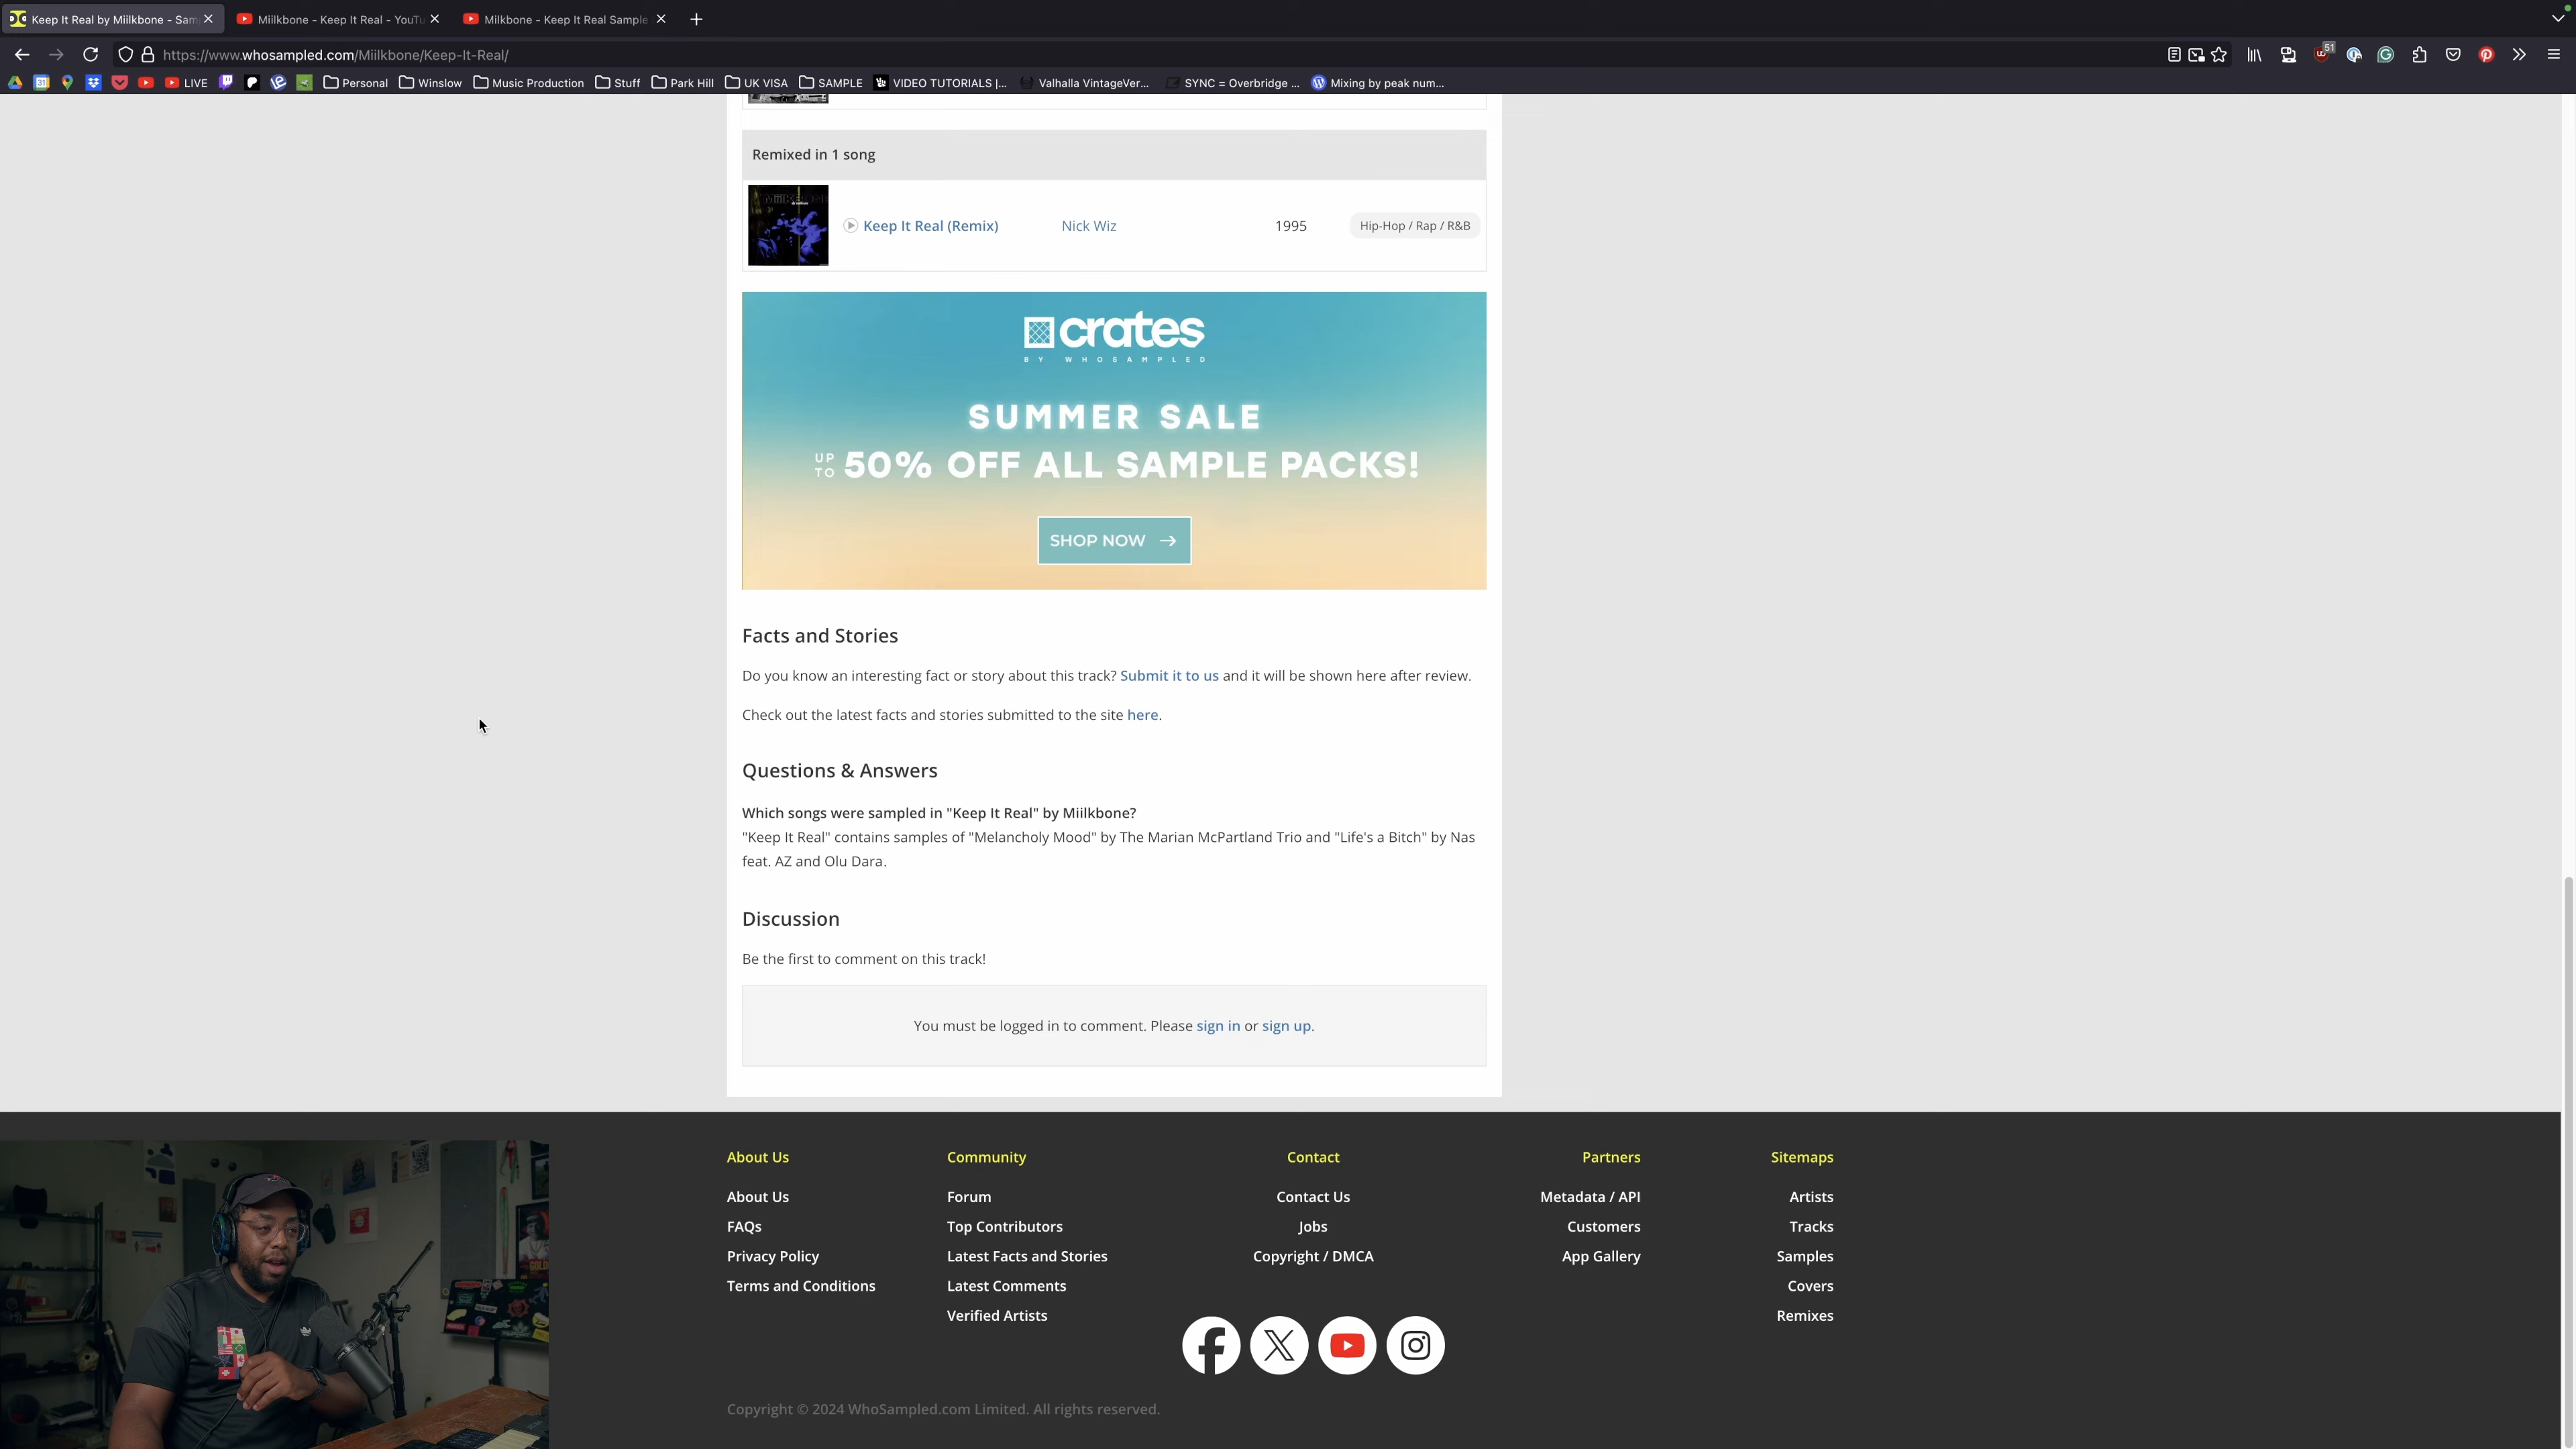 Keep It Real by Miilkbone - Sam
Miilkbone - Keep It Real - YouTu
Milkbone - Keep It Real Sample
https://www.whosampled.com/Miilkbone/Keep-It-Real/
51
31
LIVE
Personal
Winslow
Music Production
Stuff
Park Hill
UK VISA
SAMPLE
VIDEO TUTORIALS |...
Valhalla VintageVer...
SYNC = Overbridge ...
Mixing by peak num...
Remixed in 1 song
Keep It Real (Remix) Nick Wiz 1995 Hip-Hop / Rap / R&B
crates
BY WHOSAMPLED
SUMMER SALE
UP TO 50% OFF ALL SAMPLE PACKS!
SHOP NOW →
Facts and Stories
Do you know an interesting fact or story about this track? Submit it to us and it will be shown here after review.
Check out the latest facts and stories submitted to the site here.
Questions & Answers
Which songs were sampled in "Keep It Real" by Miilkbone?
"Keep It Real" contains samples of "Melancholy Mood" by The Marian McPartland Trio and "Life's a Bitch" by Nas
feat. AZ and Olu Dara.
Discussion
Be the first to comment on this track!
You must be logged in to comment. Please sign in or sign up.
About Us Community Contact Partners Sitemaps
About Us Forum Contact Us Metadata / API Artists
FAQs Top Contributors Jobs Customers Tracks
Privacy Policy Latest Facts and Stories Copyright / DMCA App Gallery Samples
Terms and Conditions Latest Comments Covers
Verified Artists Remixes
Copyright © 2024 WhoSampled.com Limited. All rights reserved.